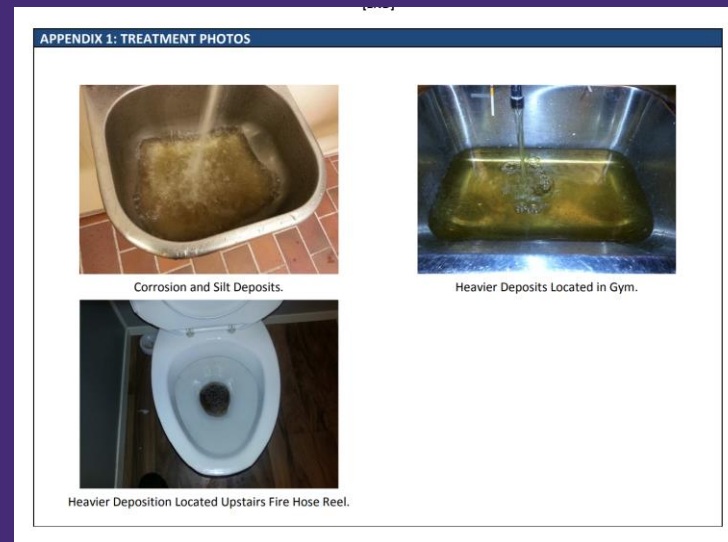 [END]
APPENDIX 1: TREATMENT PHOTOS
Corrosion and Silt Deposits.
Heavier Deposits Located in Gym.
Heavier Deposition Located Upstairs Fire Hose Reel.